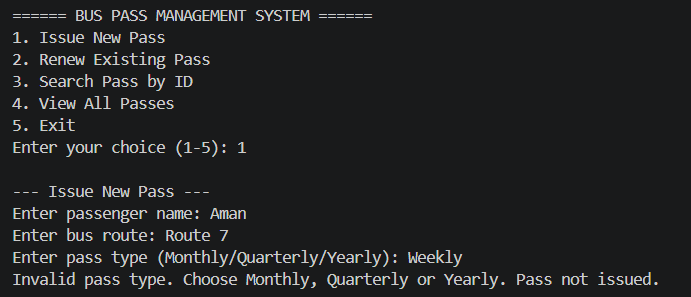 ====== BUS PASS MANAGEMENT SYSTEM ======
1. Issue New Pass
2. Renew Existing Pass
3. Search Pass by ID
4. View All Passes
5. Exit
Enter your choice (1-5): 1
--- Issue New Pass ---
Enter passenger name: Aman
Enter bus route: Route 7
Enter pass type (Monthly/Quarterly/Yearly): Weekly
Invalid pass type. Choose Monthly, Quarterly or Yearly. Pass not issued.